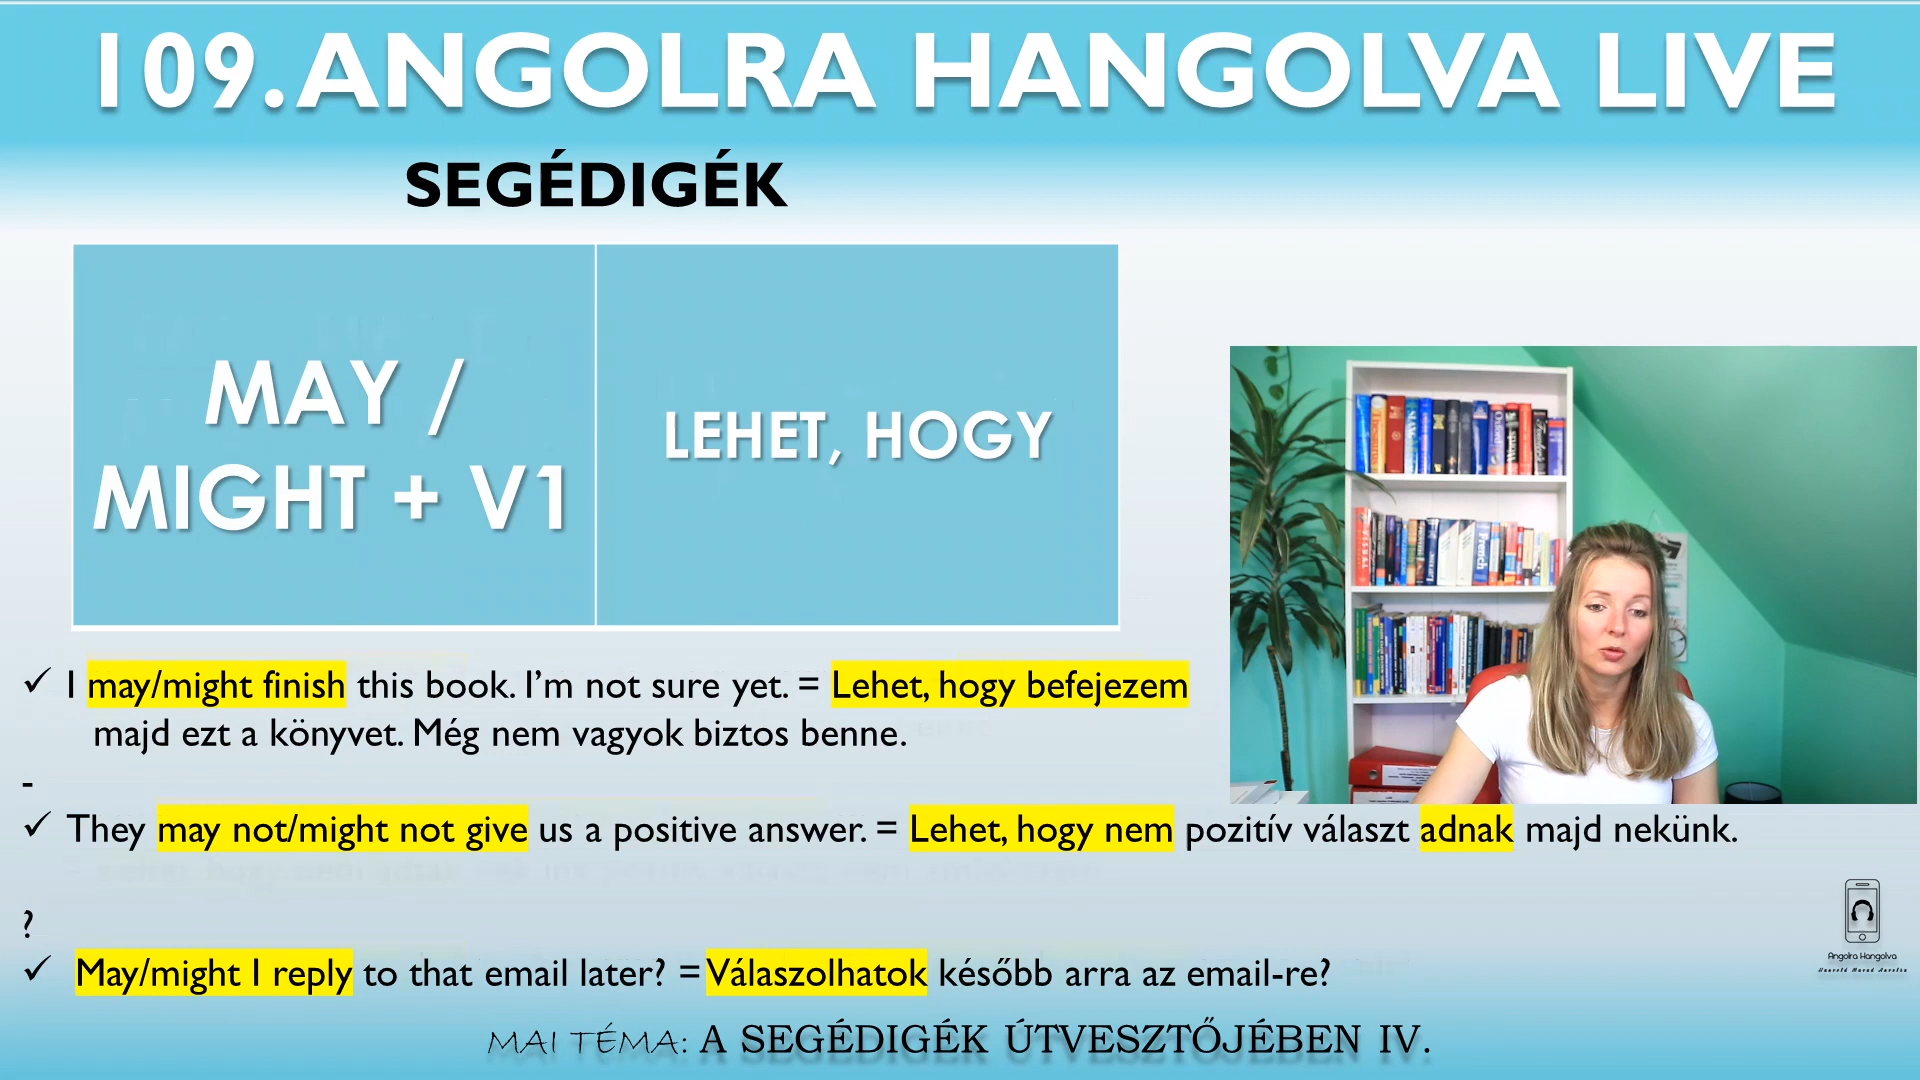 109. ANGOLRA HANGOLVA LIVE
SEGÉDIGÉK
MAY /
MIGHT + V1
LEHET, HOGY
✓ I may/might finish this book. I'm not sure yet. = Lehet, hogy befejezem
majd ezt a könyvet. Még nem vagyok biztos benne.
-
✓ They may not/might not give us a positive answer. = Lehet, hogy nem pozitív választ adnak majd nekünk.
?
✓ May/might I reply to that email later? = Válaszolhatok később arra az email-re?
Angolra Hangolva
MAI TÉMA: A SEGÉDIGÉK ÚTVESZTŐJÉBEN IV.
French